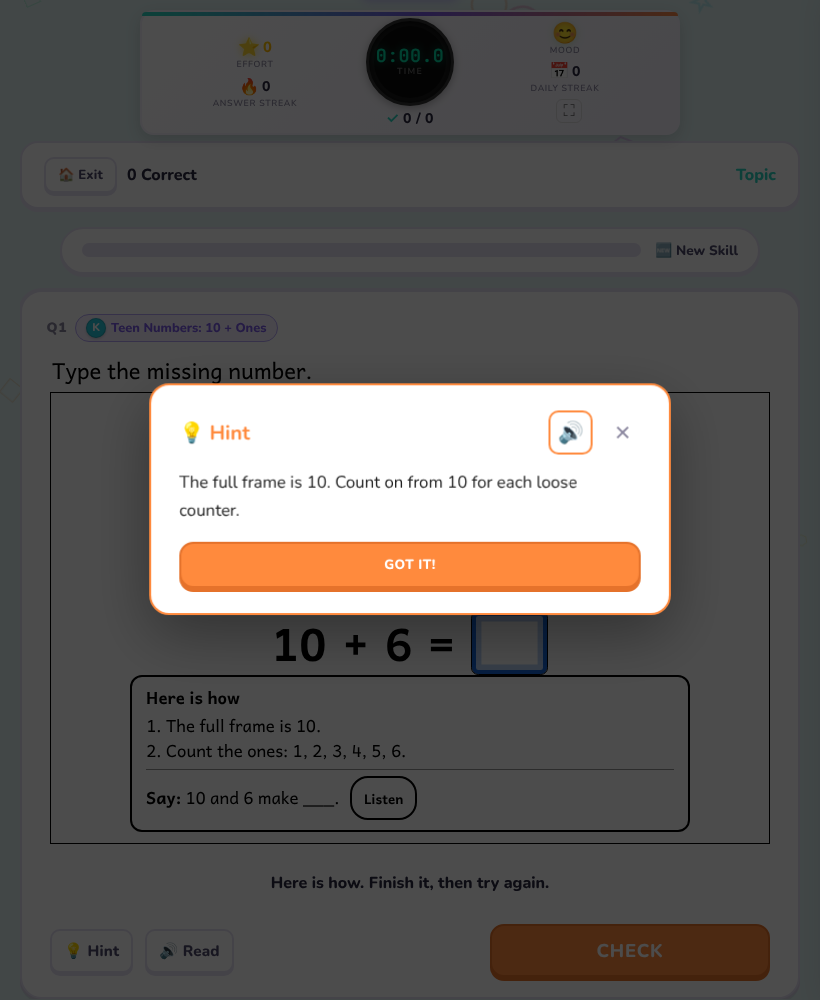 ⭐ 0
EFFORT
🔥 0
ANSWER STREAK
0:00.0
TIME
✓ 0 / 0
😊
MOOD
📅 0
DAILY STREAK
🏠 Exit
0 Correct
Topic
🆕 New Skill
Q1
K Teen Numbers: 10 + Ones
Type the missing number.
💡 Hint
The full frame is 10. Count on from 10 for each loose
counter.
GOT IT!
10 + 6 =
Here is how
1. The full frame is 10.
2. Count the ones: 1, 2, 3, 4, 5, 6.
Say: 10 and 6 make ___. Listen
Here is how. Finish it, then try again.
💡 Hint
🔊 Read
CHECK